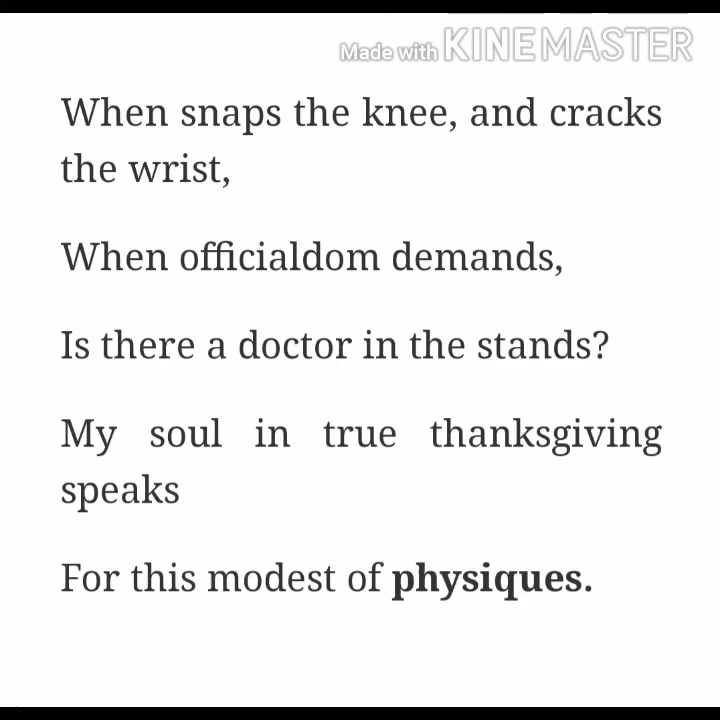 Made with KINEMASTER
When snaps the knee, and cracks
the wrist,
When officialdom demands,
Is there a doctor in the stands?
My soul in true thanksgiving
speaks
For this modest of physiques.